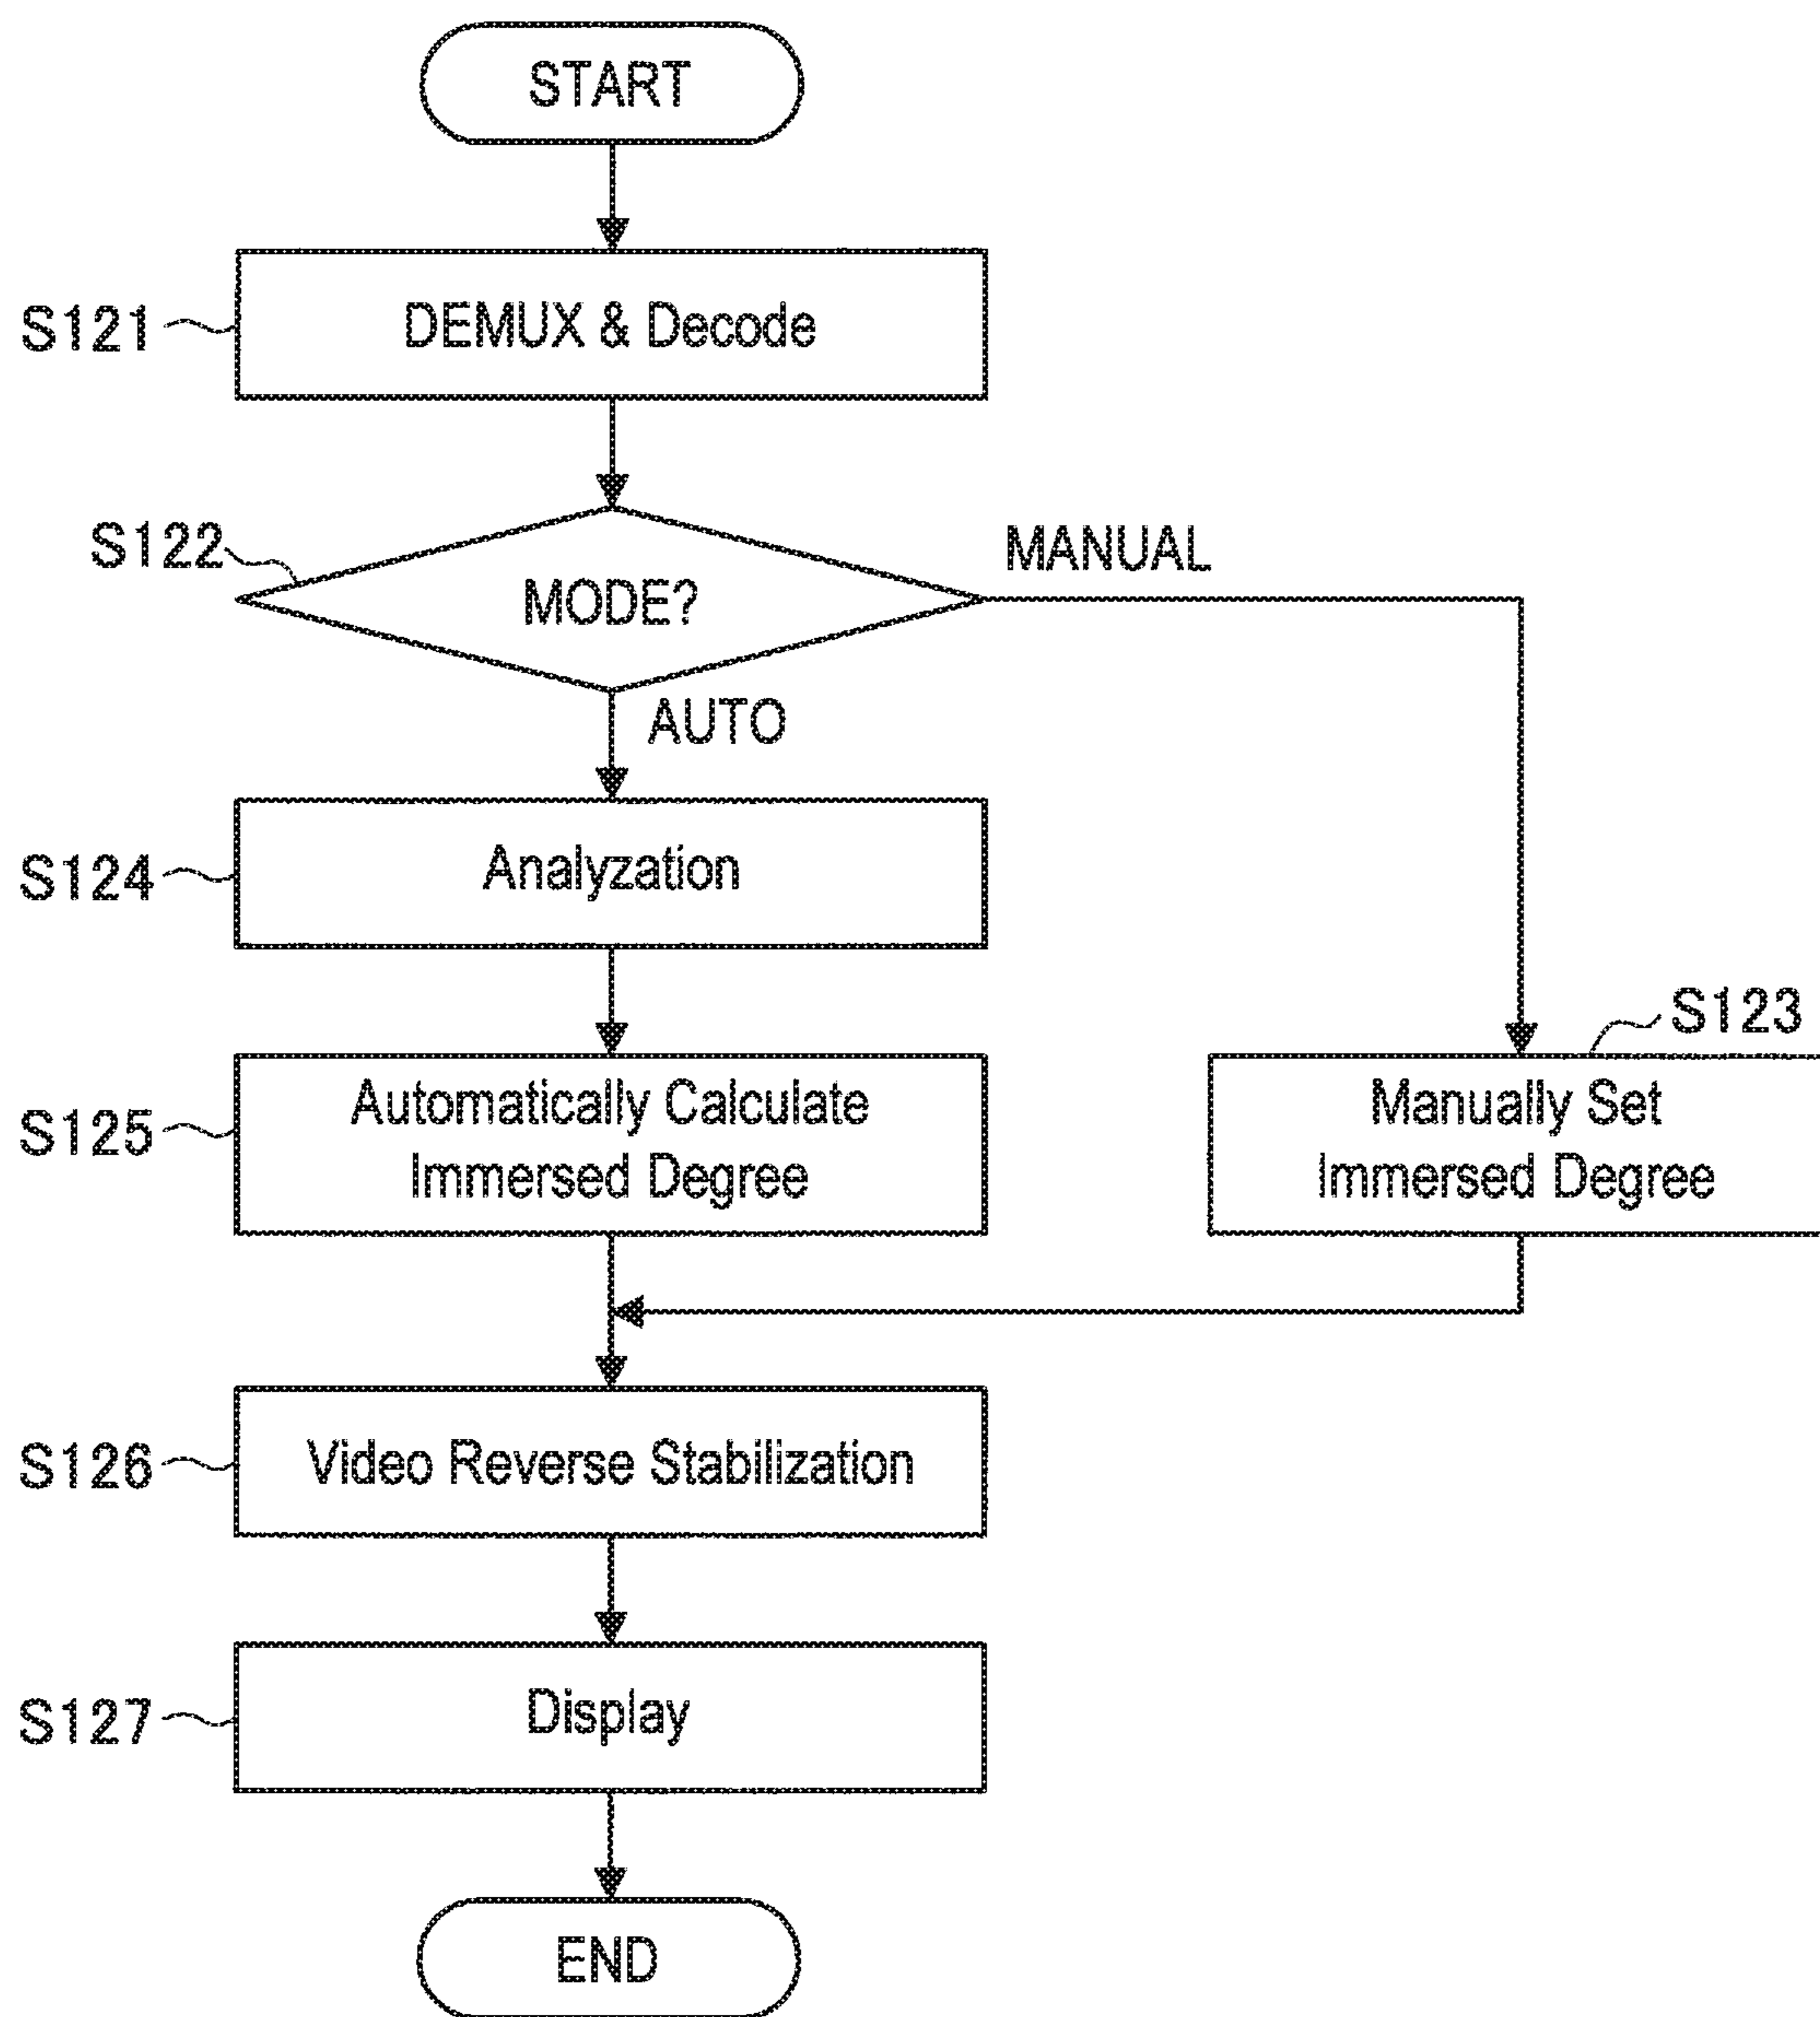 START
S121
DEMUX & Decode
S122
MODE?
MANUAL
AUTO
S124
Analyzation
S123
S125
Automatically Calculate
Immersed Degree
Manually Set
Immersed Degree
S126
Video Reverse Stabilization
S127
Display
END